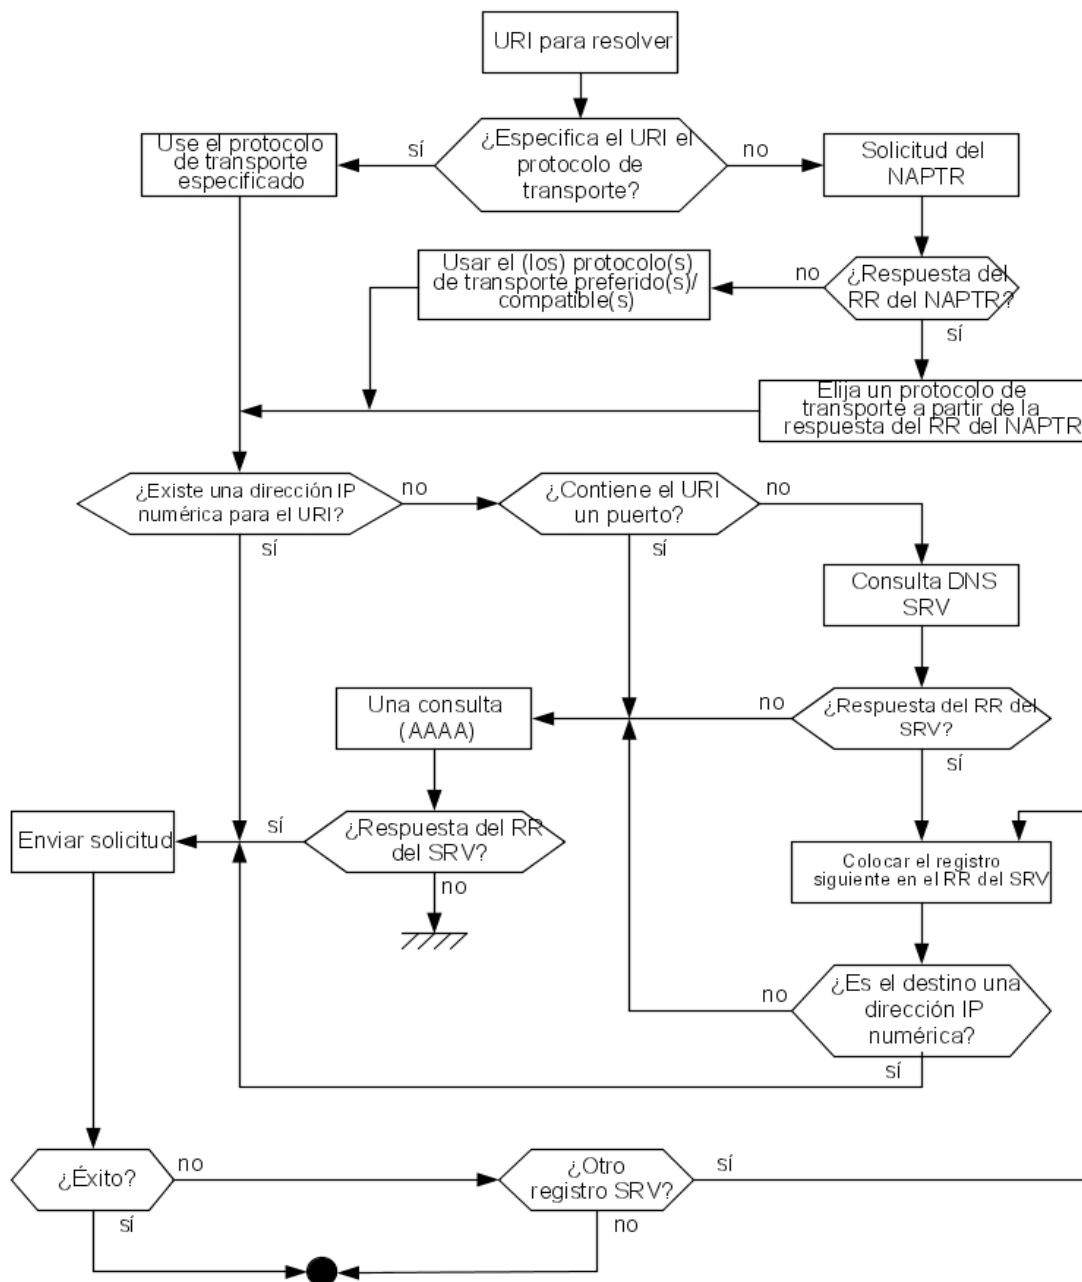 URI para resolver
¿Especifica el URI el
protocolo de
transporte?
sí
no
Use el protocolo
de transporte
especificado
Solicitud del
NAPTR
Usar el (los) protocolo(s)
de transporte preferido(s)/
compatible(s)
no
¿Respuesta del
RR del NAPTR?
sí
Elija un protocolo de
transporte a partir de la
respuesta del RR del NAPTR
¿Existe una dirección IP
numérica para el URI?
no
sí
¿Contiene el URI
un puerto?
no
sí
Consulta DNS
SRV
Una consulta
(AAAA)
no
¿Respuesta del RR del
SRV?
sí
Enviar solicitud
sí
¿Respuesta del RR
del SRV?
no
Colocar el registro
siguiente en el RR del SRV
no
¿Es el destino una
dirección IP
numérica?
sí
¿Éxito?
no
sí
¿Otro
registro SRV?
sí
no